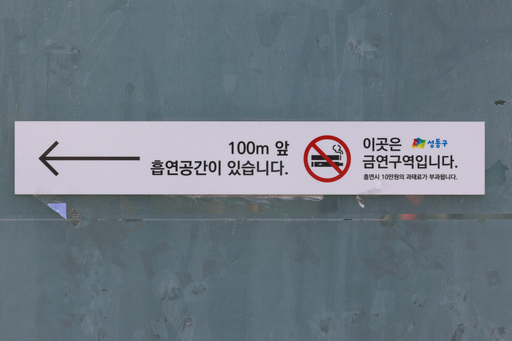 100m 앞
흡연공간이 있습니다.
이곳은 성동구
금연구역입니다.
흡연시 10만원의 과태료가 부과됩니다.